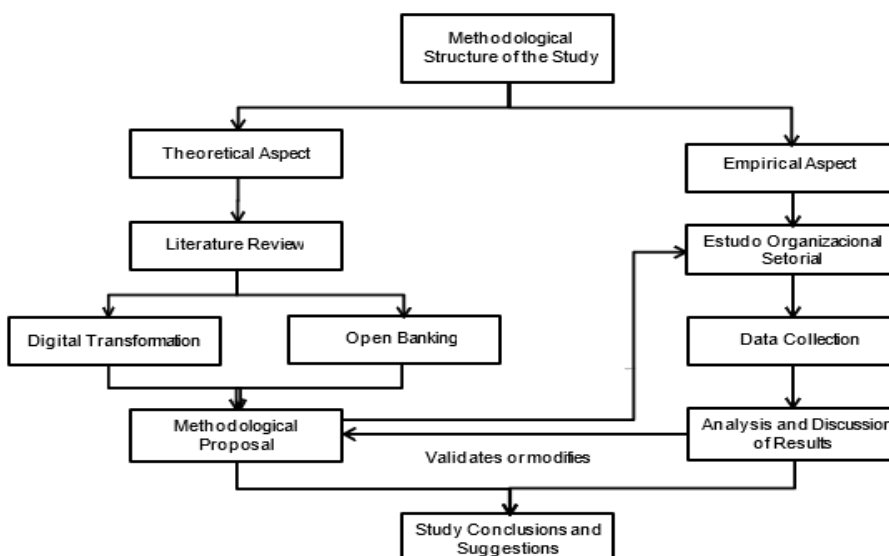 Methodological
Structure of the Study
Theoretical Aspect
Empirical Aspect
Literature Review
Estudo Organizacional
Setorial
Digital Transformation
Open Banking
Data Collection
Methodological
Proposal
Analysis and Discussion
of Results
Validates or modifies
Study Conclusions and
Suggestions